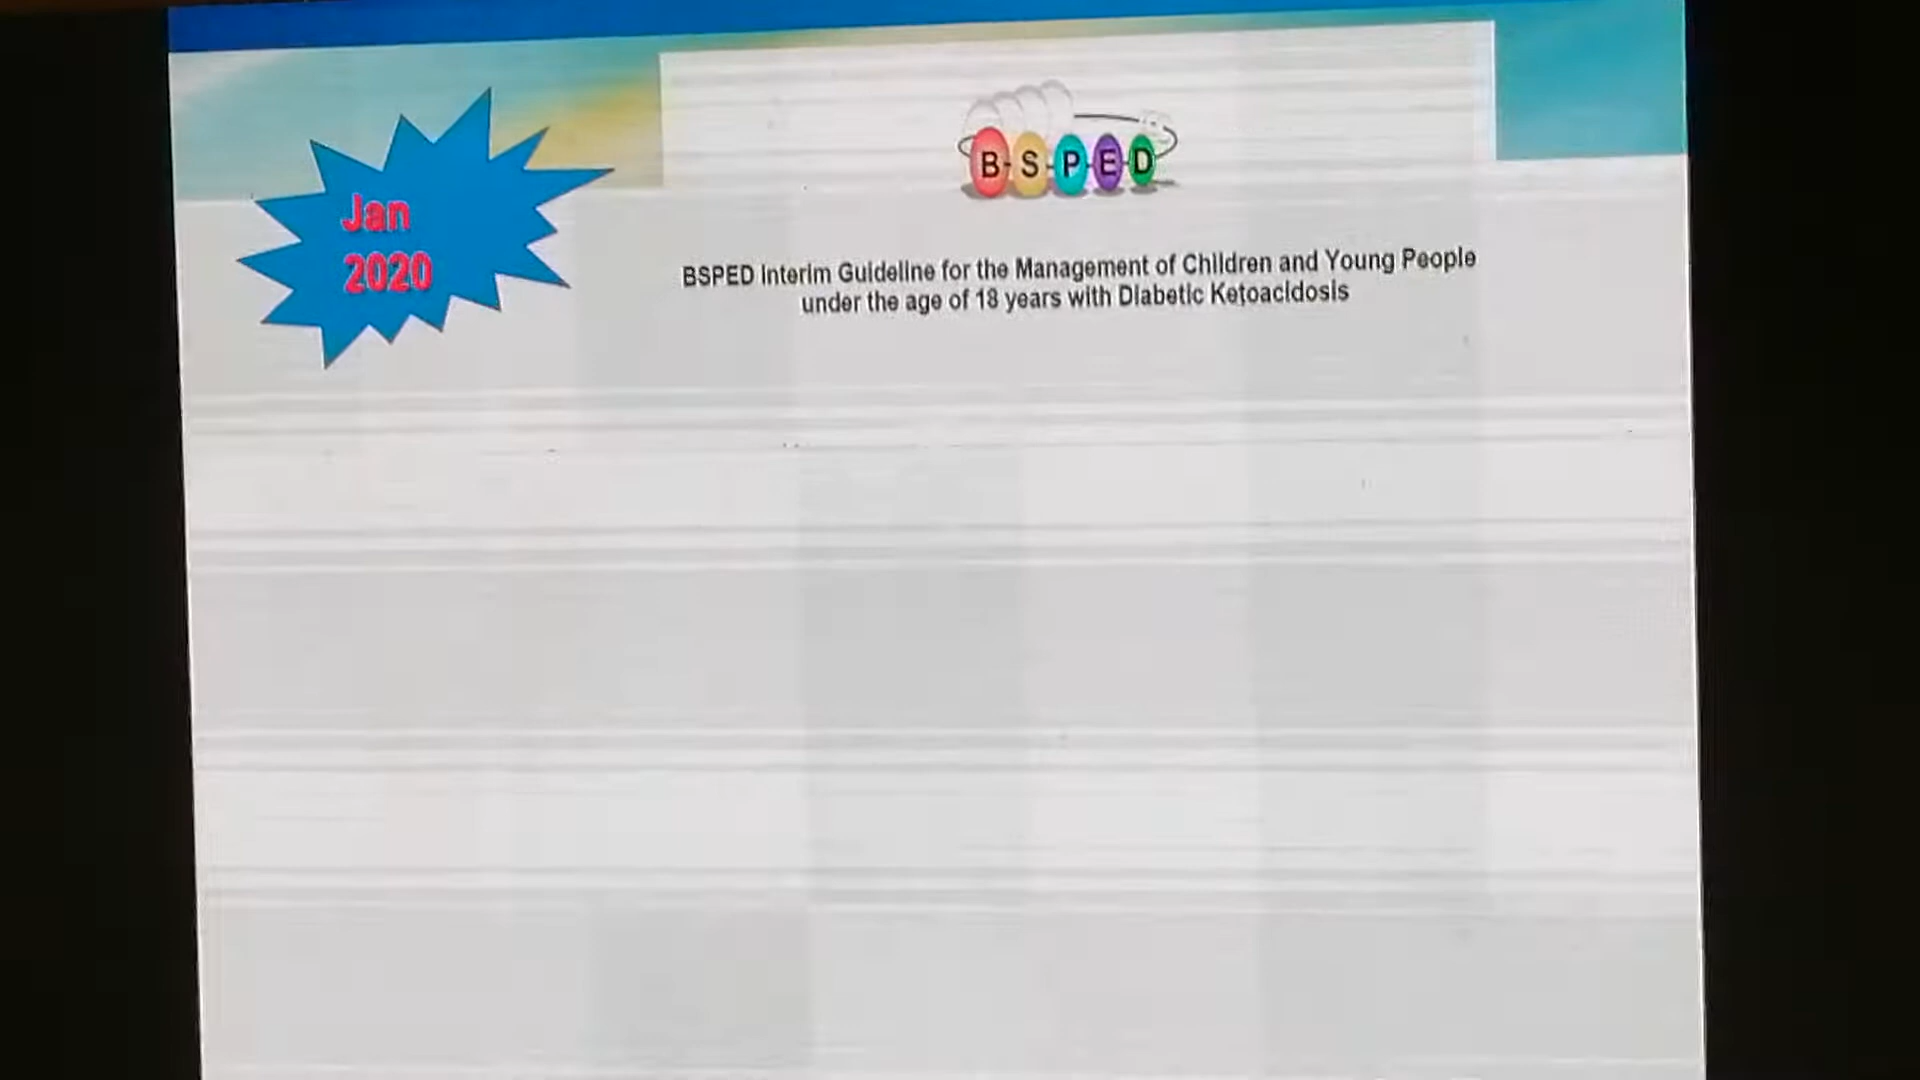 Jan
2020
B-S-P-E-D
BSPED Interim Guideline for the Management of Children and Young People
under the age of 18 years with Diabetic Ketoacidosis